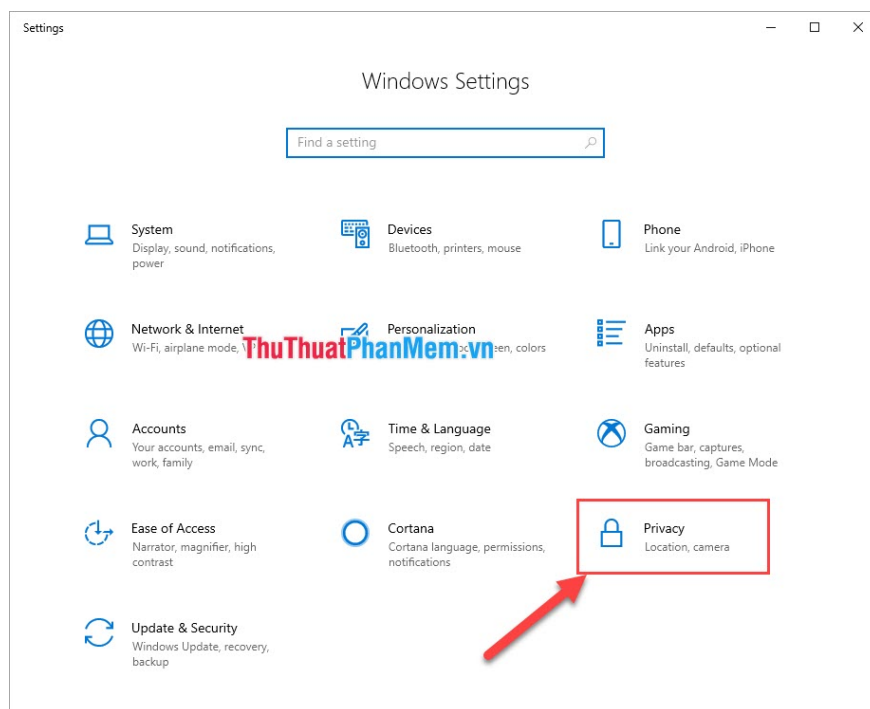 Settings
Windows Settings
Find a setting
System
Display, sound, notifications,
power
Devices
Bluetooth, printers, mouse
Phone
Link your Android, iPhone
Network & Internet
Wi-Fi, airplane mode,
Personalization
colors
ThuThuatPhanMem.vn
Apps
Uninstall, defaults, optional
features
Accounts
Your accounts, email, sync,
work, family
Time & Language
Speech, region, date
Gaming
Game bar, captures,
broadcasting, Game Mode
Ease of Access
Narrator, magnifier, high
contrast
Cortana
Cortana language, permissions,
notifications
Privacy
Location, camera
Update & Security
Windows Update, recovery,
backup